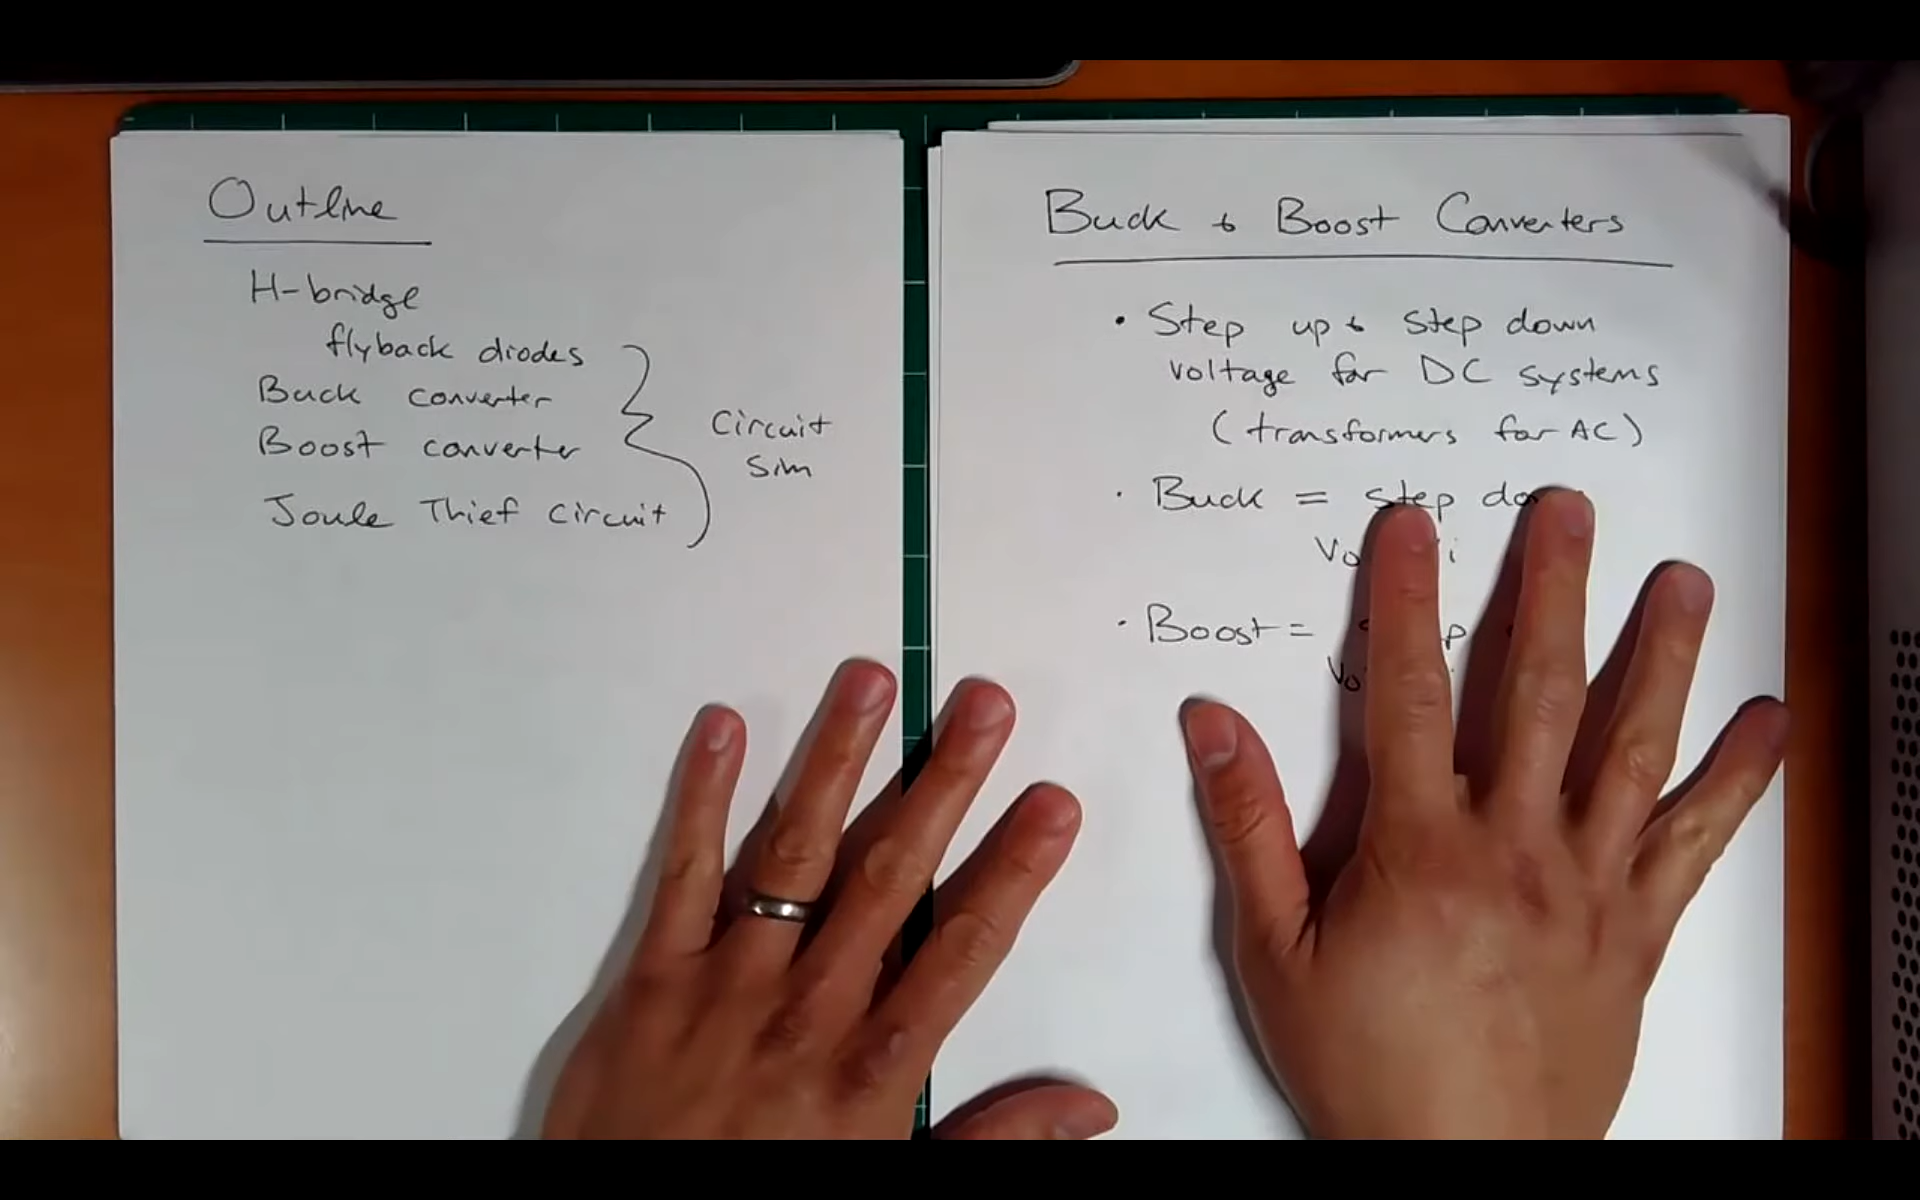 Outline
H-bridge
flyback diodes
Buck converter
Boost converter
Joule Thief circuit
Circuit
Sim
Buck & Boost Converters
• Step up & step down
voltage for DC systems
(transformers for AC)
• Buck = step
• Boost =